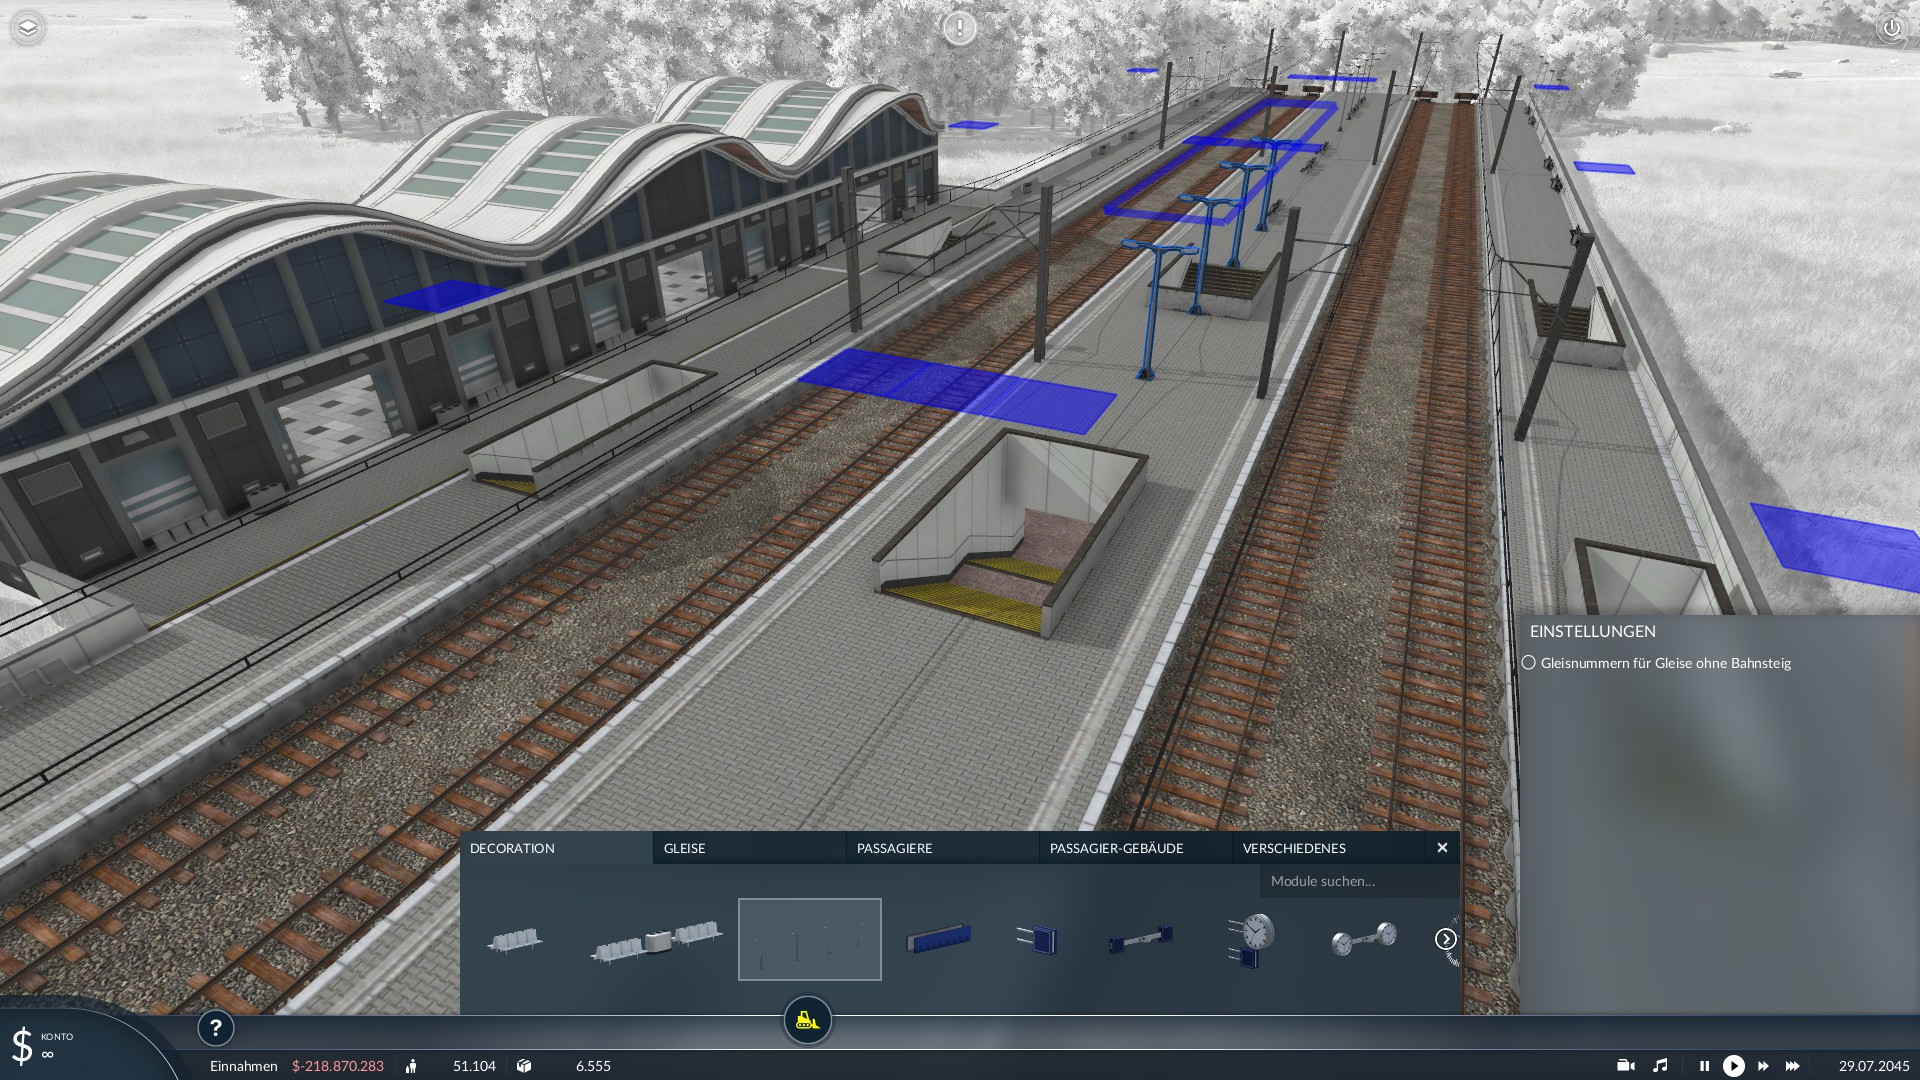 EINSTELLUNGEN
Gleisnummern für Gleise ohne Bahnsteig
DECORATION GLEISE PASSAGIERE PASSAGIER-GEBÄUDE VERSCHIEDENES
Module suchen...
$ KONTO
∞
?
Einnahmen $-218.870.283 51.104 6.555 29.07.2045